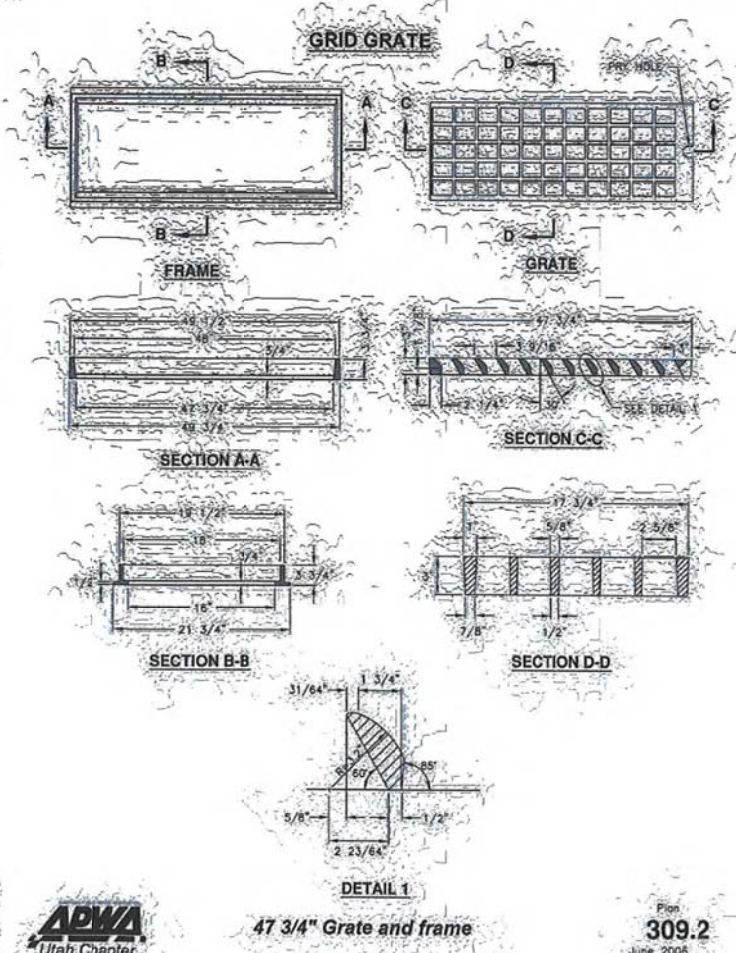 GRID GRATE
B
D
PRY HOLE
A
A
C
C
B
D
FRAME
GRATE
48
47 3/4"
3/4"
1 9/16"
47 3/4"
2 1/4"
30°
SEE DETAIL 1
49 3/4"
SECTION A-A
SECTION C-C
19 1/2"
17 3/4"
18"
1"
5/8"
2 5/8"
3/4"
1/2"
3 3/4"
3"
16"
21 3/4"
7/8"
1/2"
SECTION B-B
SECTION D-D
1 3/4"
31/64"
60°
85°
5/8"
1/2"
2 23/64"
DETAIL 1
APWA
Utah Chapter
47 3/4" Grate and frame
Plan
309.2
June 2006